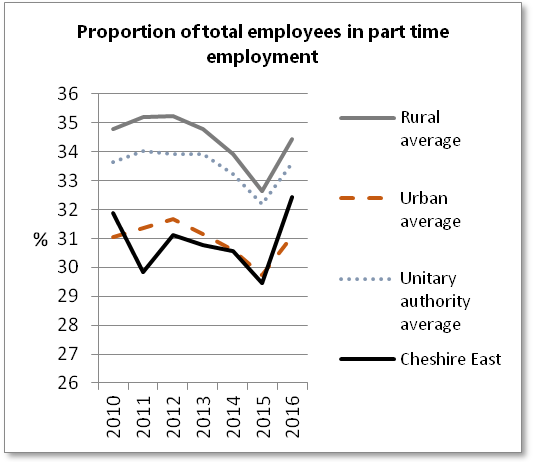 Proportion of total employees in part time
employment
36
35
34
33
32
31
30
29
28
27
26
%
2010
2011
2012
2013
2014
2015
2016
Rural
average
Urban
average
Unitary
authority
average
Cheshire East